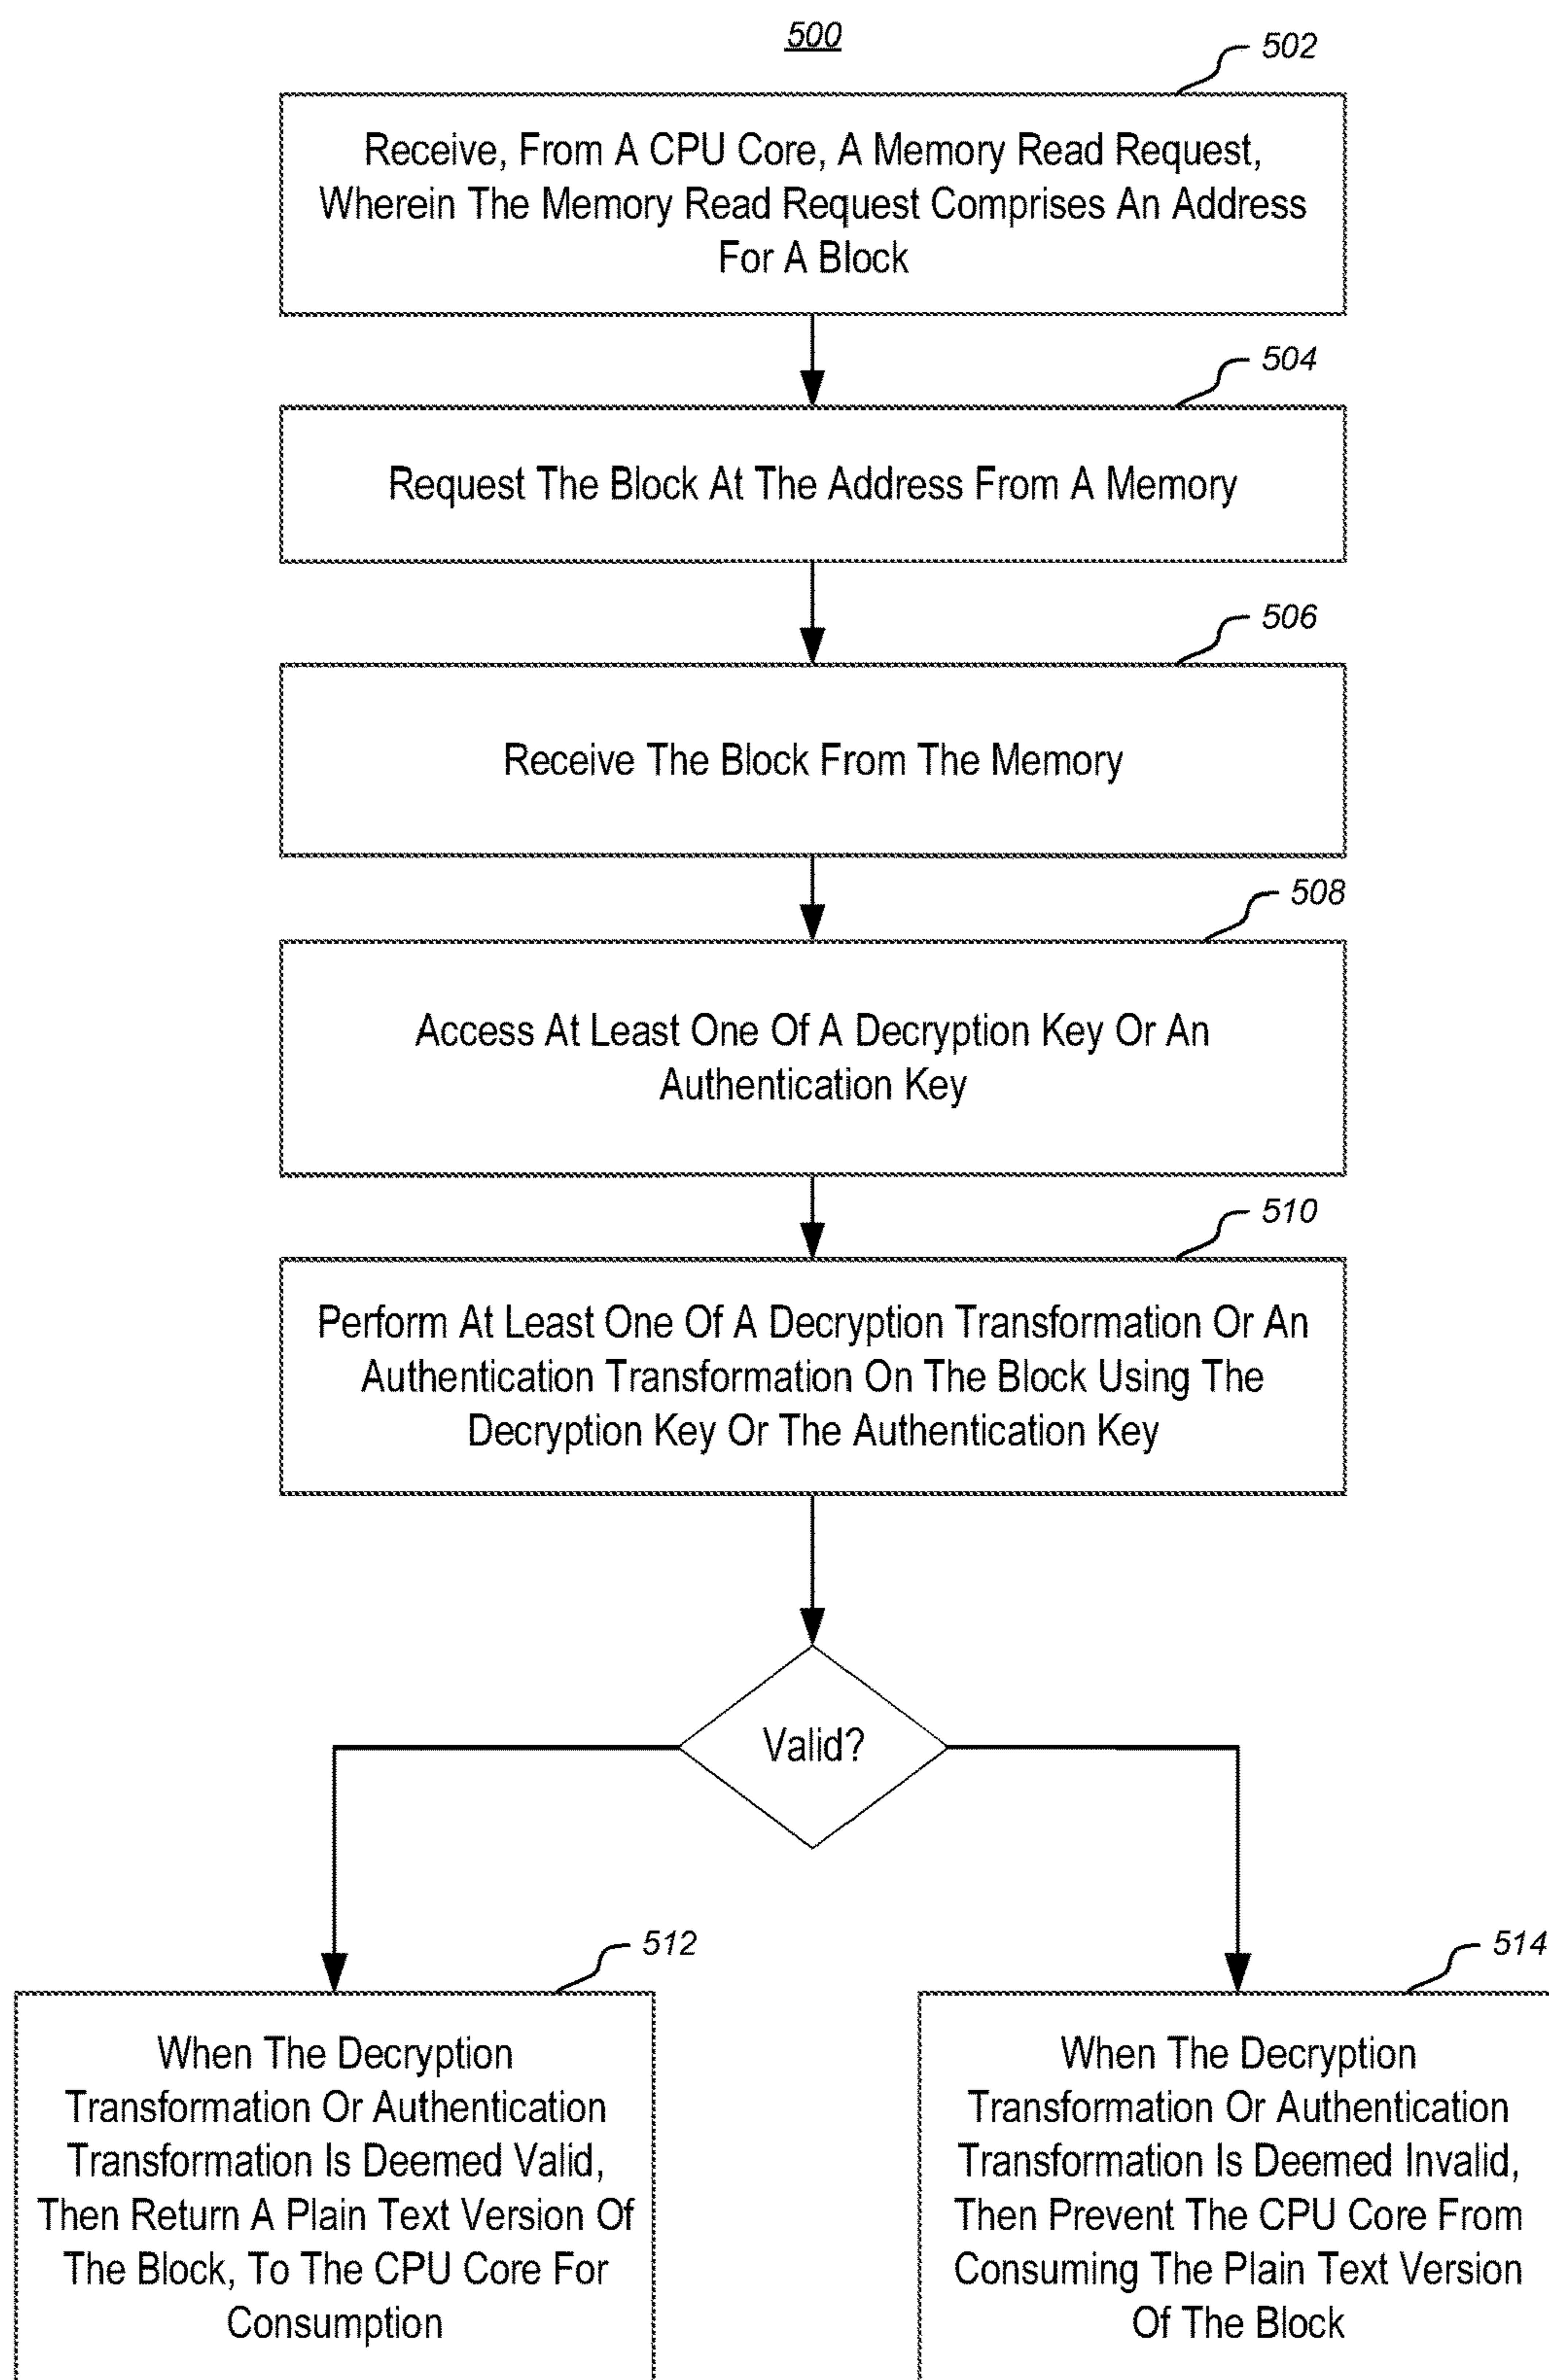 500
502
Receive, From A CPU Core, A Memory Read Request,
Wherein The Memory Read Request Comprises An Address
For A Block
504
Request The Block At The Address From A Memory
506
Receive The Block From The Memory
508
Access At Least One Of A Decryption Key Or An
Authentication Key
510
Perform At Least One Of A Decryption Transformation Or An
Authentication Transformation On The Block Using The
Decryption Key Or The Authentication Key
Valid?
512
When The Decryption
Transformation Or Authentication
Transformation Is Deemed Valid,
Then Return A Plain Text Version Of
The Block, To The CPU Core For
Consumption
514
When The Decryption
Transformation Or Authentication
Transformation Is Deemed Invalid,
Then Prevent The CPU Core From
Consuming The Plain Text Version
Of The Block